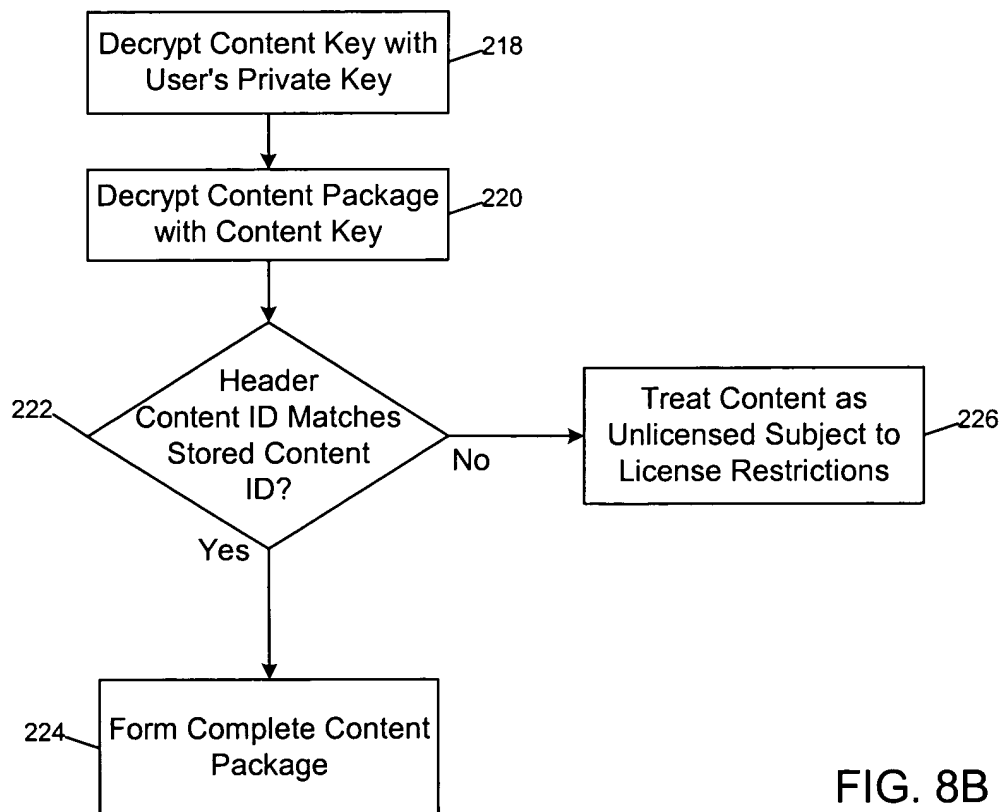 Decrypt Content Key with
User's Private Key
218
Decrypt Content Package
with Content Key
220
Header
Content ID Matches
Stored Content
ID?
222
No
Treat Content as
Unlicensed Subject to
License Restrictions
226
Yes
Form Complete Content
Package
224
FIG. 8B